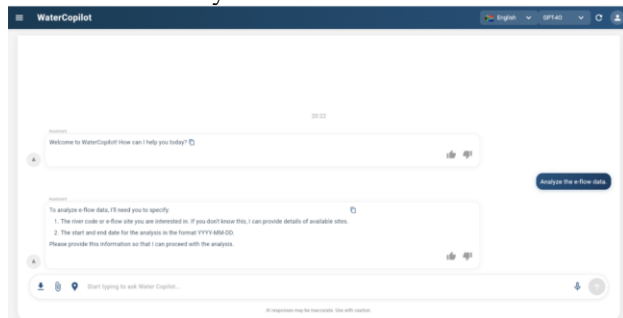 WaterCopilot
English
GPT-4O
20:22
Assistant
Welcome to WaterCopilot! How can I help you today?
A
Analyze the e-flow data.
Assistant
To analyze e-flow data, I'll need you to specify:
1. The river code or e-flow site you are interested in. If you don't know this, I can provide details of available sites.
2. The start and end date for the analysis in the format YYYY-MM-DD.
Please provide this information so that I can proceed with the analysis.
A
Start typing to ask Water Copilot...
AI responses may be inaccurate. Use with caution.